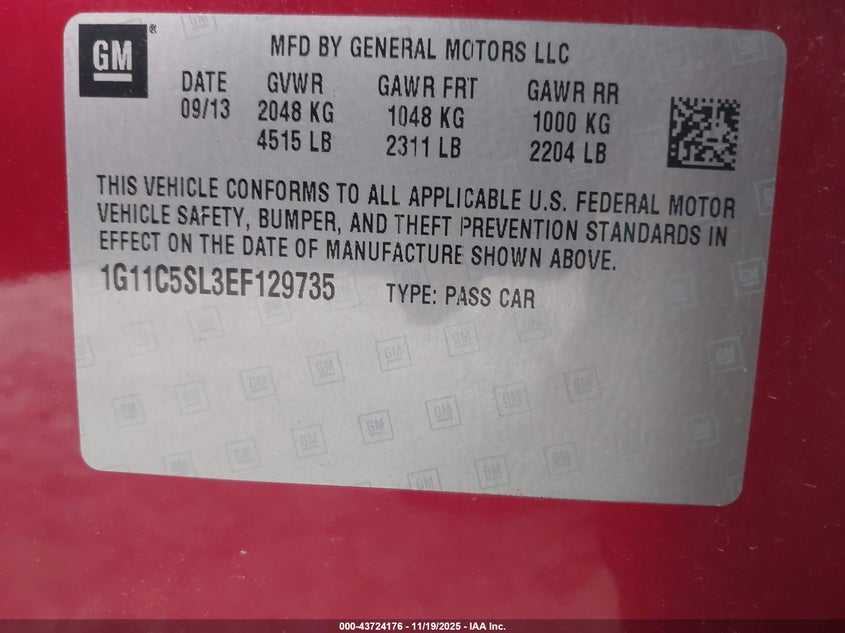 GM
MFD BY GENERAL MOTORS LLC
DATE GVWR GAWR FRT GAWR RR
09/13 2048 KG 1048 KG 1000 KG
4515 LB 2311 LB 2204 LB
THIS VEHICLE CONFORMS TO ALL APPLICABLE U.S. FEDERAL MOTOR
VEHICLE SAFETY, BUMPER, AND THEFT PREVENTION STANDARDS IN
EFFECT ON THE DATE OF MANUFACTURE SHOWN ABOVE.
1G11C5SL3EF129735 TYPE: PASS CAR
000-43724176 - 11/19/2025 - IAA Inc.